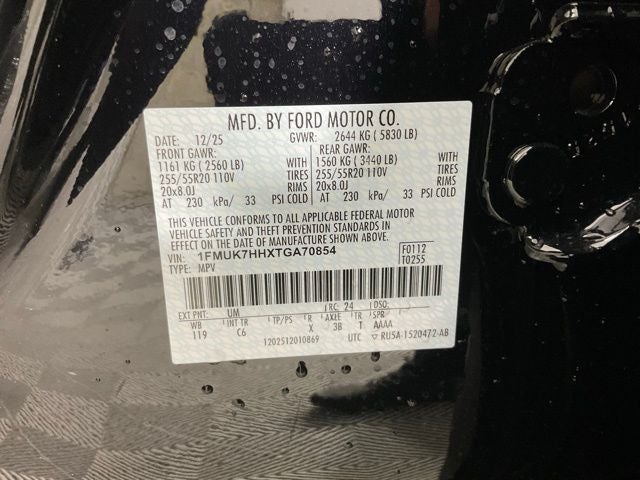 MFD. BY FORD MOTOR CO.
DATE: 12/25 GVWR: 2644 KG ( 5830 LB)
FRONT GAWR: REAR GAWR:
1161 KG ( 2560 LB) WITH 1560 KG ( 3440 LB) WITH
255/55R20 110V TIRES 255/55R20 110V TIRES
20x8.0J RIMS 20x8.0J RIMS
AT 230 kPa/ 33 PSI COLD AT 230 kPa/ 33 PSI COLD
THIS VEHICLE CONFORMS TO ALL APPLICABLE FEDERAL MOTOR
VEHICLE SAFETY AND THEFT PREVENTION STANDARDS IN
EFFECT ON THE DATE OF MANUFACTURE SHOWN ABOVE.
VIN: 1FMUK7HHXTGA70854 F0112
TYPE: MPV T0255
EXT PNT: UM RC: 24 DSO:
WB INT TR TP/PS R AXLE TR SPR
119 C6 X 3B T AAAA
1202512010869 UTC RU5A-1520472-AB